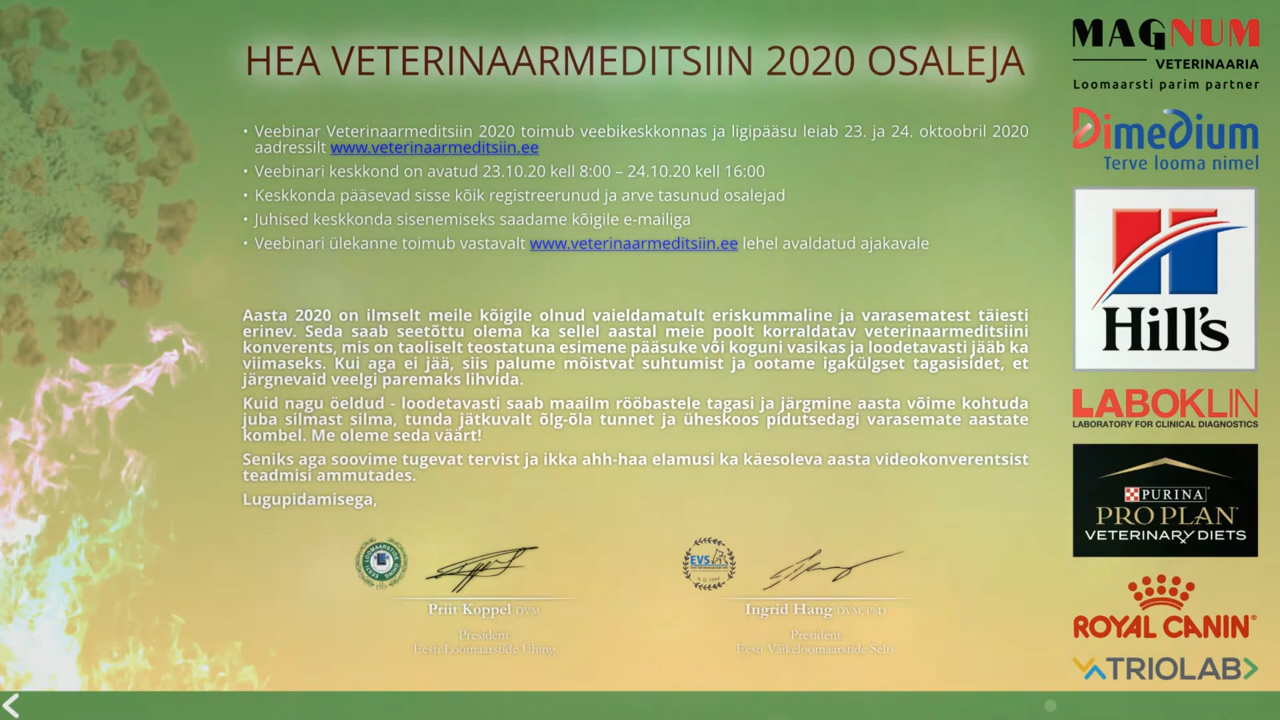 HEA VETERINAARMEDITSIIN 2020 OSALEJA
• Veebinar Veterinaarmeditsiin 2020 toimub veebikeskkonnas ja ligipääsu leiab 23. ja 24. oktoobril 2020
aadressilt www.veterinaarmeditsiin.ee
• Veebinari keskkond on avatud 23.10.20 kell 8:00 – 24.10.20 kell 16:00
• Keskkonda pääsevad sisse kõik registreerunud ja arve tasunud osalejad
• Juhised keskkonda sisenemiseks saadame kõigile e-mailiga
• Veebinari ülekanne toimub vastavalt www.veterinaarmeditsiin.ee lehel avaldatud ajakavale
Aasta 2020 on ilmselt meile kõigile olnud vaieldamatult eriskummaline ja varasematest täiesti
erinev. Seda saab seetõttu olema ka sellel aastal meie poolt korraldatav veterinaarmeditsiini
konverents, mis on taoliselt teostatuna esimene pääsuke või koguni vasikas ja loodetavasti jääb ka
viimaseks. Kui aga ei jää, siis palume mõistvat suhtumist ja ootame igakülgset tagasisidet, et
järgnevaid veelgi paremaks lihvida.
Kuid nagu öeldud - loodetavasti saab maailm rööbastele tagasi ja järgmine aasta võime kohtuda
juba silmast silma, tunda jätkuvalt õlg-õla tunnet ja üheskoos pidutsedagi varasemate aastate
kombel. Me oleme seda väärt!
Seniks aga soovime tugevat tervist ja ikka ahh-haa elamusi ka käesoleva aasta videokonverentsist
teadmisi ammutades.
Lugupidamisega,
EESTI LOOMAARSTIDE ÜHING
Priit Koppel DVM
President
Eesti Loomaarstide Ühing
EVS
Ingrid Hang DVM, PhD
President
Eesti Väikeloomaarstide Selts
MAGNUM
VETERINAARIA
Loomaarsti parim partner
Dimedium
Terve looma nimel
Hill's
LABOKLIN
LABORATORY FOR CLINICAL DIAGNOSTICS
PURINA
PRO PLAN
VETERINARY DIETS
ROYAL CANIN
TRIOLAB